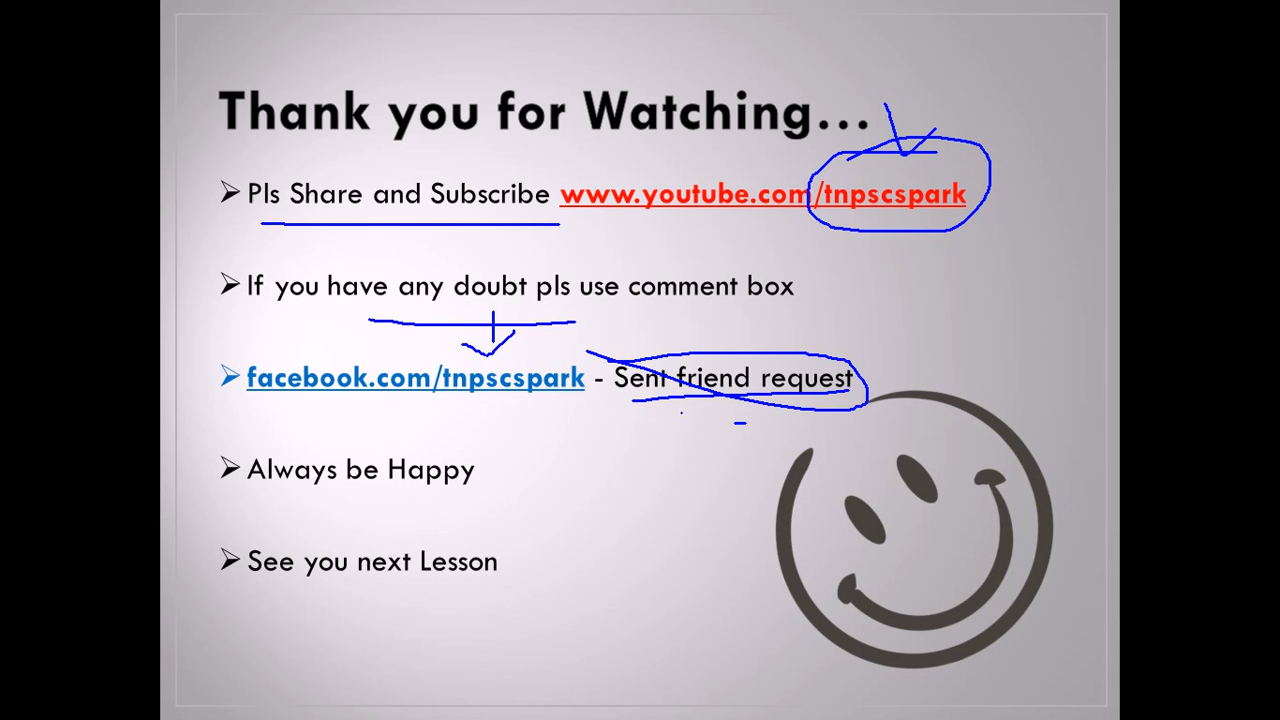 Thank you for Watching...
Pls Share and Subscribe www.youtube.com/tnpscspark
If you have any doubt pls use comment box
facebook.com/tnpscspark - Sent friend request
Always be Happy
See you next Lesson